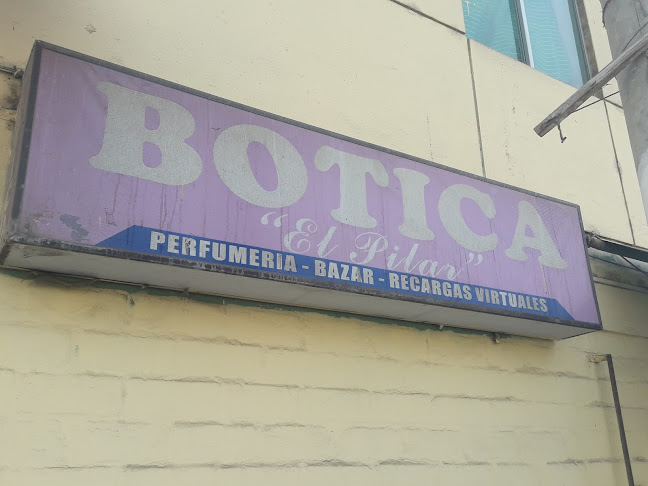 BOTICA
"El Pilar"
PERFUMERIA - BAZAR - RECARGAS VIRTUALES